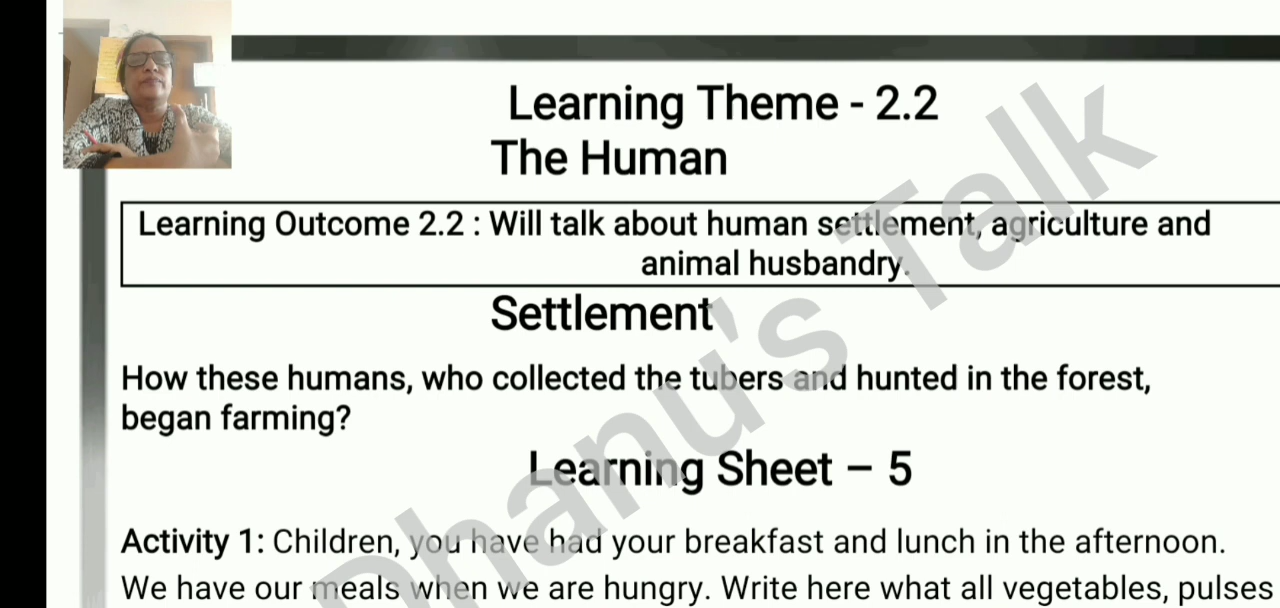 Learning Theme - 2.2
The Human
Learning Outcome 2.2 : Will talk about human settlement, agriculture and
animal husbandry.
Settlement
How these humans, who collected the tubers and hunted in the forest,
began farming?
Learning Sheet – 5
Activity 1: Children, you have had your breakfast and lunch in the afternoon.
We have our meals when we are hungry. Write here what all vegetables, pulses
Dhanu's Talk